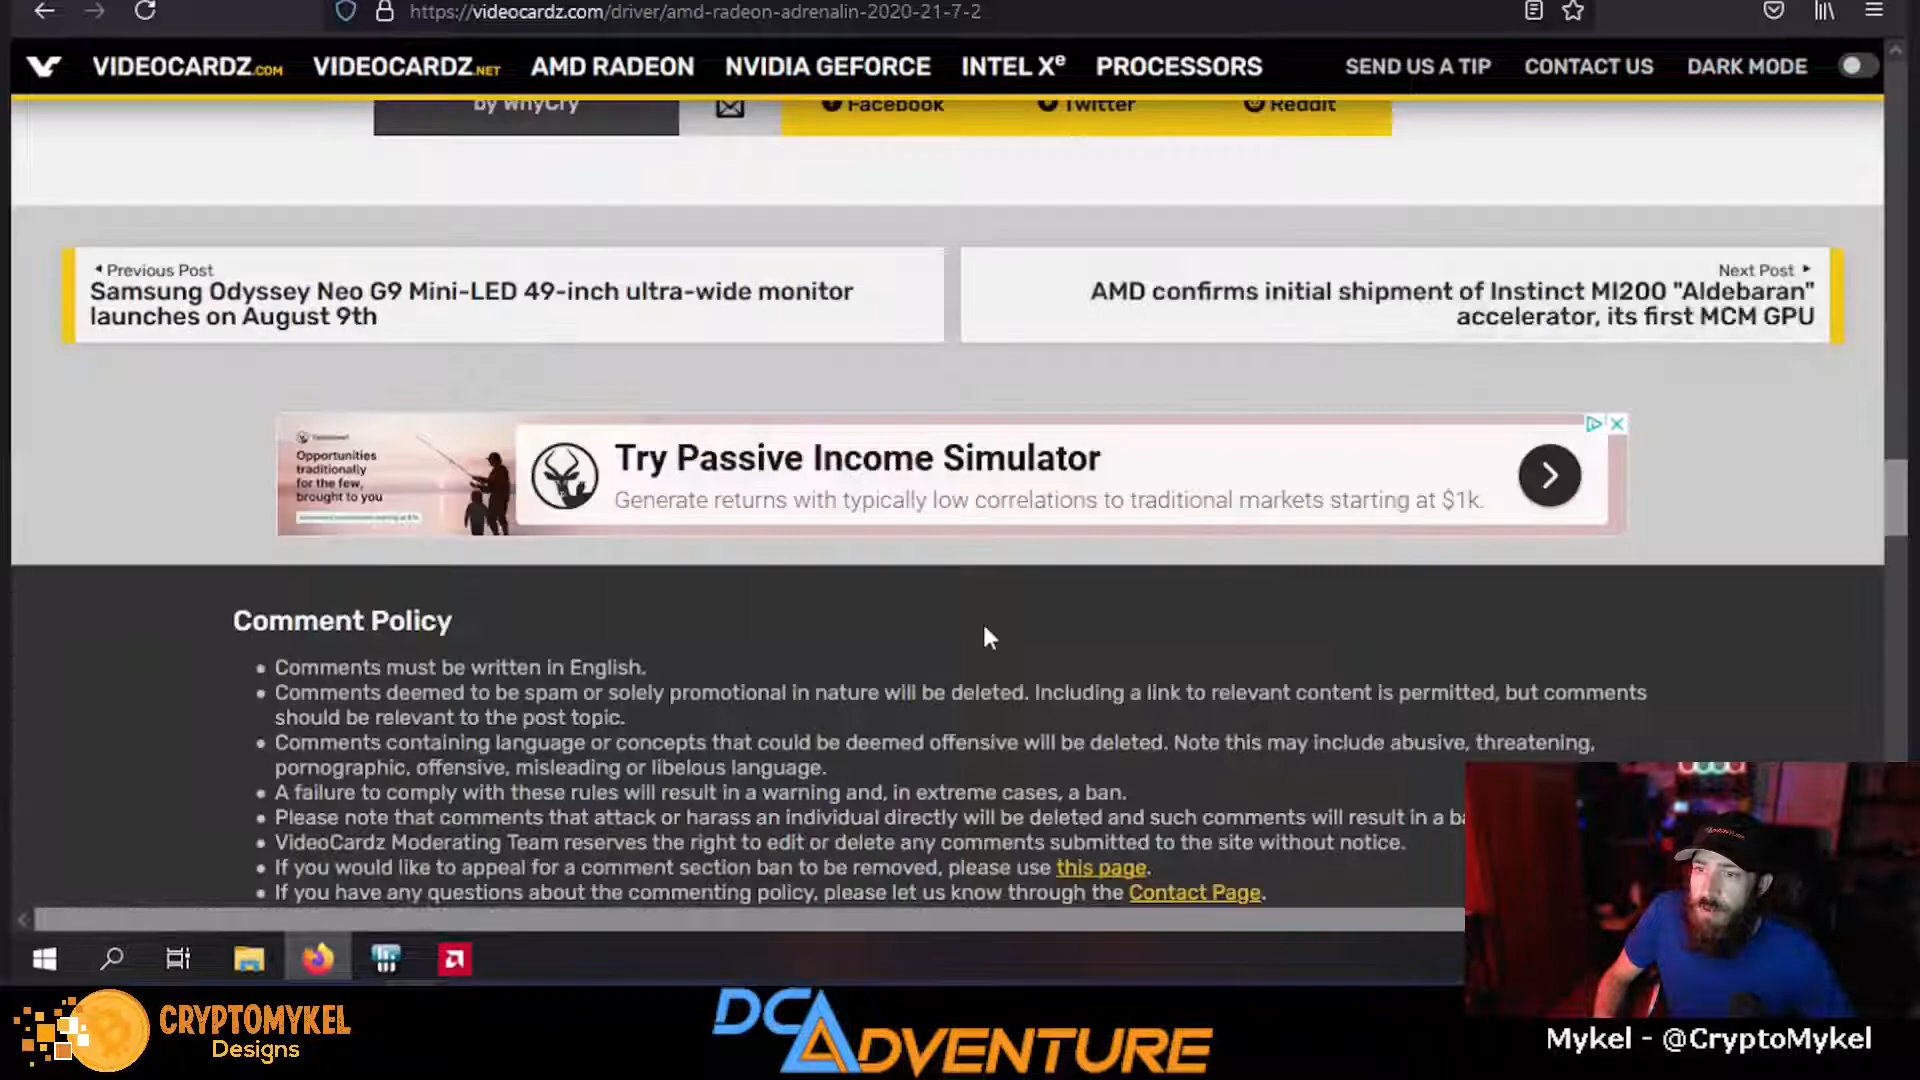 https://videocardz.com/driver/amd-radeon-adrenalin-2020-21-7-2
VIDEOCARDZ.COM VIDEOCARDZ.NET AMD RADEON NVIDIA GEFORCE INTEL Xe PROCESSORS SEND US A TIP CONTACT US DARK MODE
by WhyCry Facebook Twitter Reddit
Previous Post
Samsung Odyssey Neo G9 Mini-LED 49-inch ultra-wide monitor
launches on August 9th
Next Post
AMD confirms initial shipment of Instinct MI200 "Aldebaran"
accelerator, its first MCM GPU
Opportunities
traditionally
for the few,
brought to you
Try Passive Income Simulator
Generate returns with typically low correlations to traditional markets starting at $1k.
Comment Policy
• Comments must be written in English.
• Comments deemed to be spam or solely promotional in nature will be deleted. Including a link to relevant content is permitted, but comments
should be relevant to the post topic.
• Comments containing language or concepts that could be deemed offensive will be deleted. Note this may include abusive, threatening,
pornographic, offensive, misleading or libelous language.
• A failure to comply with these rules will result in a warning and, in extreme cases, a ban.
• Please note that comments that attack or harass an individual directly will be deleted and such comments will result in a
• VideoCardz Moderating Team reserves the right to edit or delete any comments submitted to the site without notice.
• If you would like to appeal for a comment section ban to be removed, please use this page.
• If you have any questions about the commenting policy, please let us know through the Contact Page.
CRYPTOMYKEL
Designs
DCADVENTURE
Mykel - @CryptoMykel